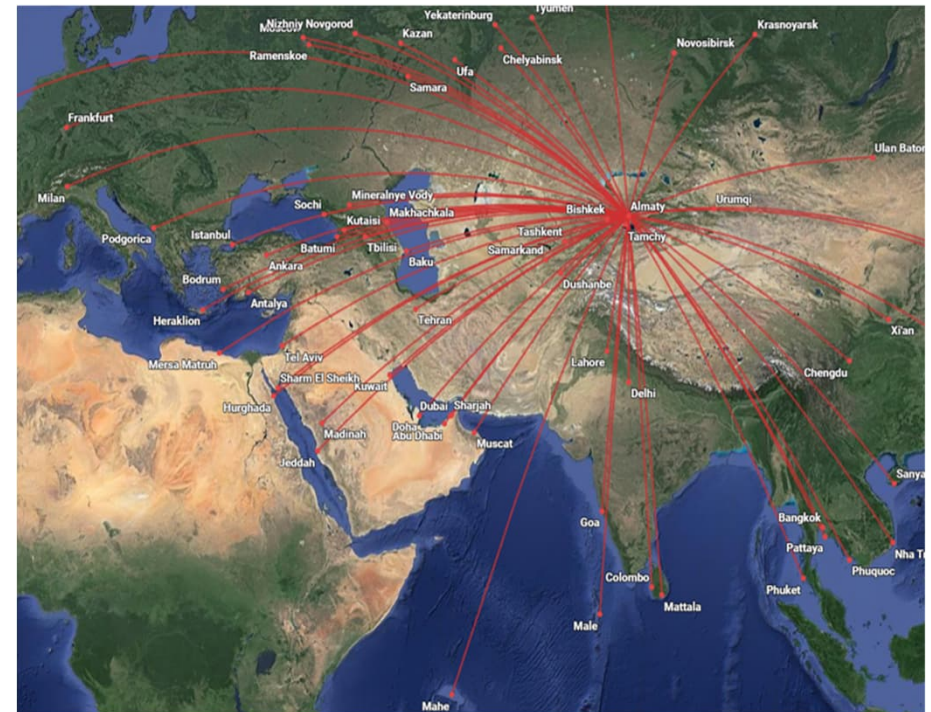 Tyumen
Yekaterinburg
Nizhniy Novgorod
Krasnoyarsk
Moscow
Kazan
Novosibirsk
Ramenskoe
Chelyabinsk
Ufa
Samara
Frankfurt
Ulan Bator
Milan
Mineralnye Vody
Urumqi
Sochi
Almaty
Bishkek
Makhachkala
Kutaisi
Tashkent
Istanbul
Podgorica
Tamchy
Batumi
Tbilisi
Samarkand
Baku
Ankara
Bodrum
Dushanbe
Antalya
Heraklion
Tehran
Xi'an
Tel Aviv
Mersa Matruh
Lahore
Chengdu
Sharm El Sheikh
Kuwait
Delhi
Hurghada
Dubai
Sharjah
Doha
Madinah
Abu Dhabi
Muscat
Jeddah
Sanya
Bangkok
Goa
Pattaya
Nha Tr
Phuquoc
Colombo
Phuket
Mattala
Male
Mahe